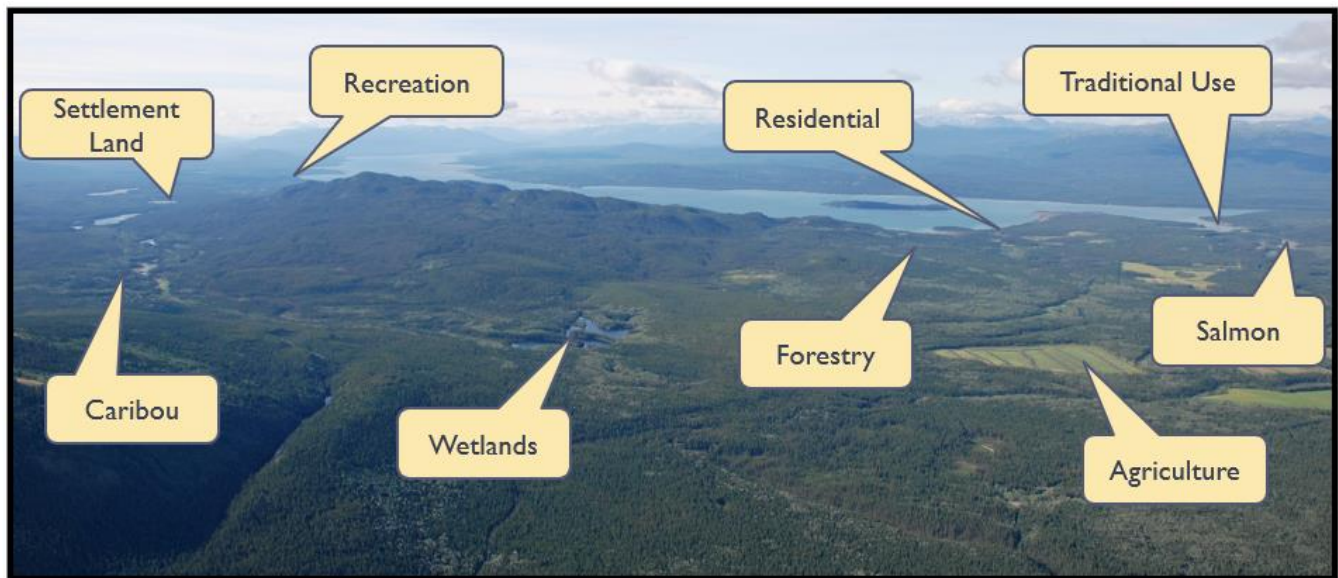 Settlement
Land
Recreation
Residential
Traditional Use
Caribou
Wetlands
Forestry
Salmon
Agriculture